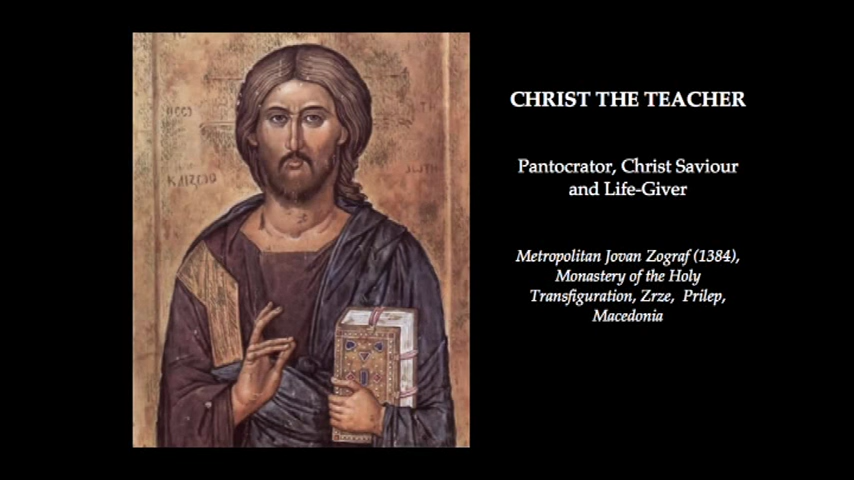 CHRIST THE TEACHER
Pantocrator, Christ Saviour
and Life-Giver
Metropolitan Jovan Zograf (1384),
Monastery of the Holy
Transfiguration, Zrze, Prilep,
Macedonia